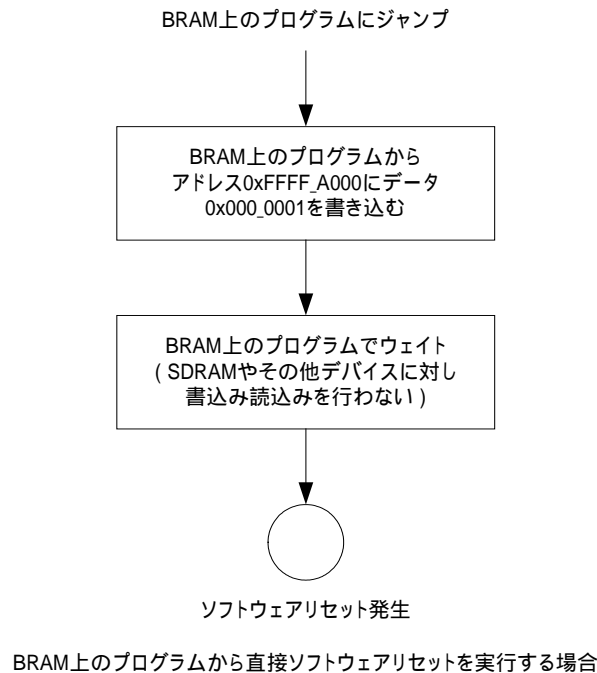 BRAM上のプログラムにジャンプ
BRAM上のプログラムから
アドレス0xFFFF_A000にデータ
0x000_0001を書き込む
BRAM上のプログラムでウェイト
( SDRAMやその他デバイスに対し
書込み読込みを行わない )
ソフトウェアリセット発生
BRAM上のプログラムから直接ソフトウェアリセットを実行する場合